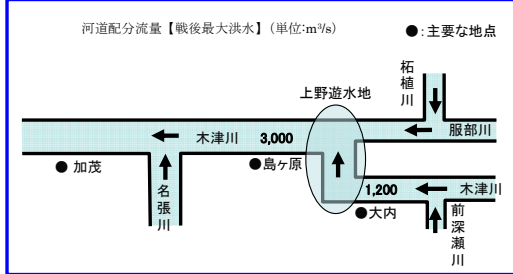 河道配分流量【戦後最大洪水】(単位:m³/s)
●:主要な地点
柘植川
上野遊水地
服部川
木津川
3,000
●加茂
●島ヶ原
名張川
1,200
木津川
●大内
前深瀬川